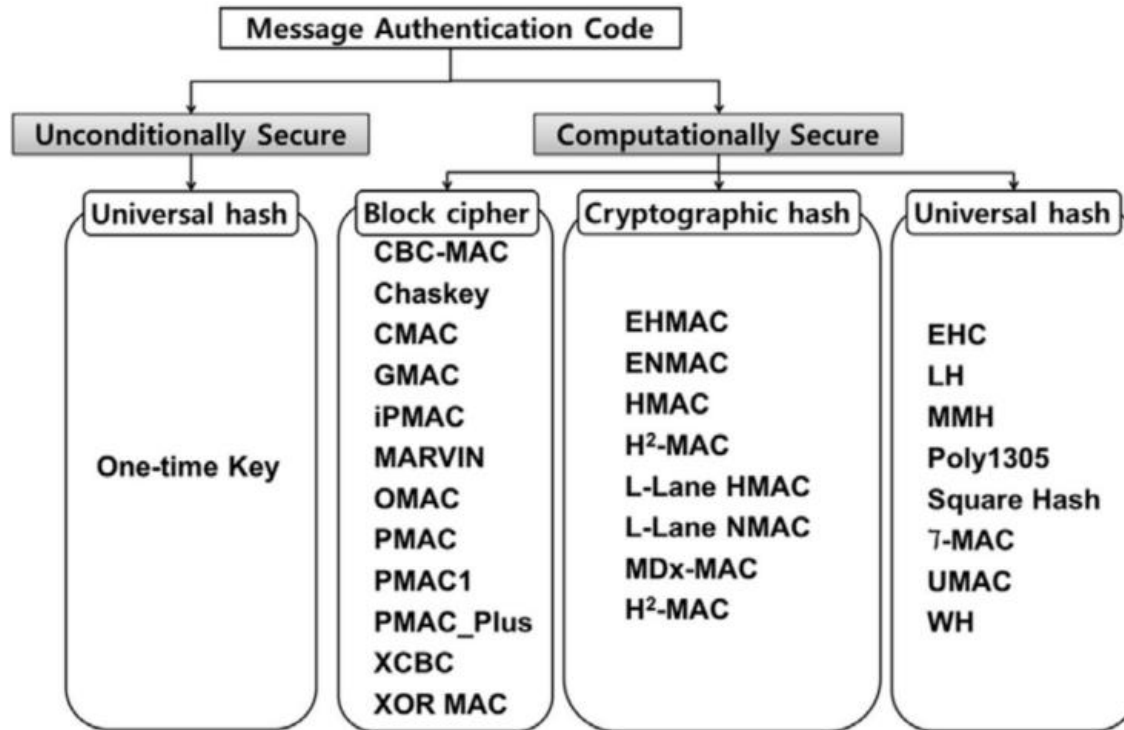 Message Authentication Code
Unconditionally Secure
Computationally Secure
Universal hash
One-time Key
Block cipher
CBC-MAC
Chaskey
CMAC
GMAC
iPMAC
MARVIN
OMAC
PMAC
PMAC1
PMAC_Plus
XCBC
XOR MAC
Cryptographic hash
EHMAC
ENMAC
HMAC
H²-MAC
L-Lane HMAC
L-Lane NMAC
MDx-MAC
H²-MAC
Universal hash
EHC
LH
MMH
Poly1305
Square Hash
7-MAC
UMAC
WH